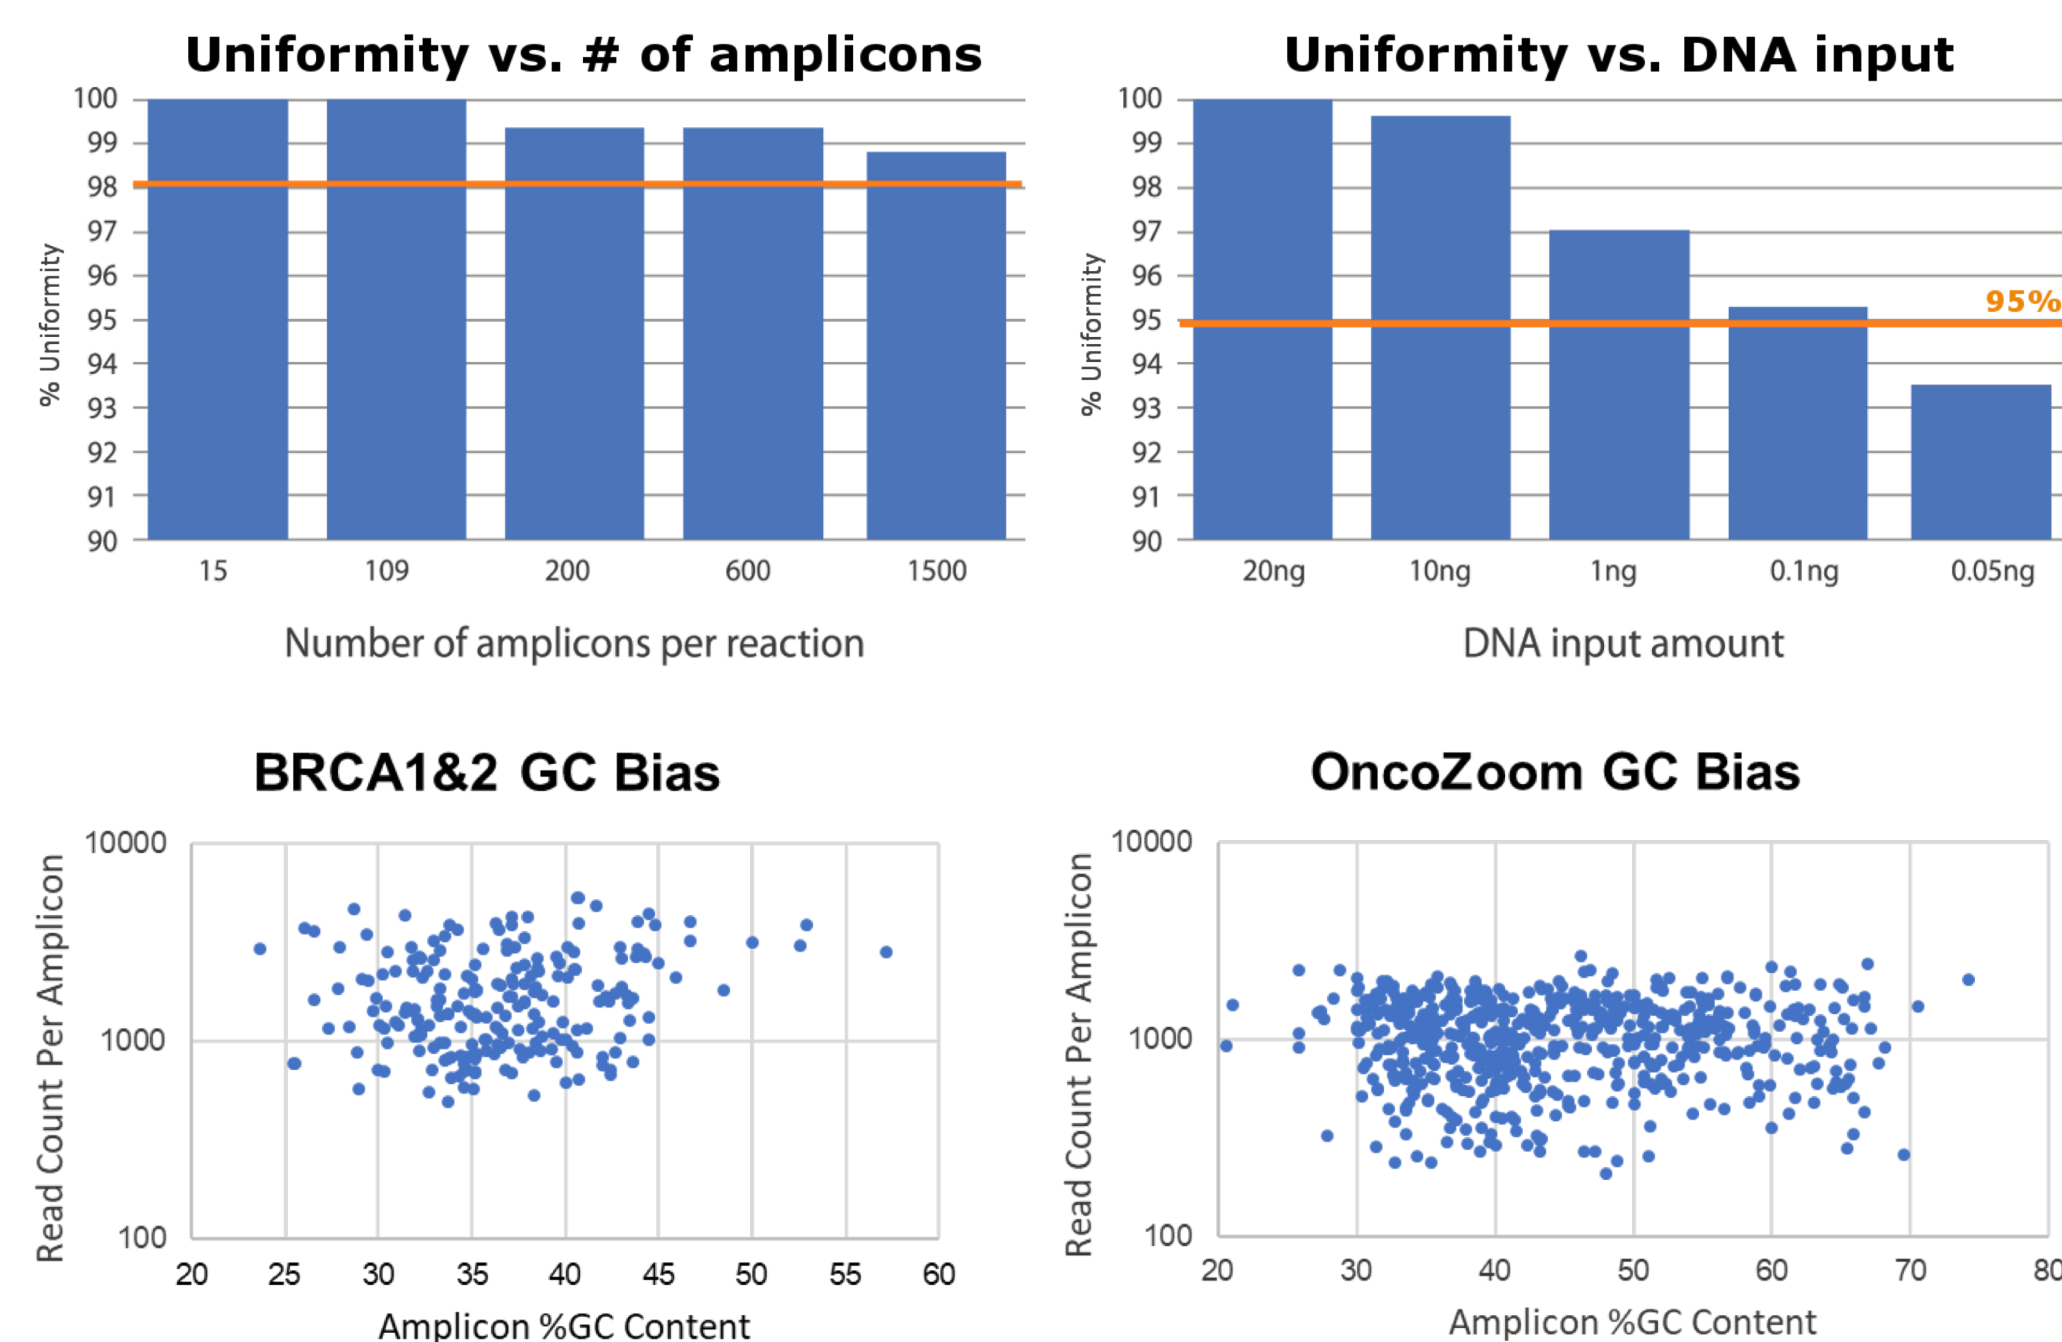 Uniformity vs. # of amplicons
100
99
98
97
96
95
94
93
92
91
90
% Uniformity
15 109 200 600 1500
Number of amplicons per reaction
Uniformity vs. DNA input
100
99
98
97
96
95
94
93
92
91
90
% Uniformity
95%
20ng 10ng 1ng 0.1ng 0.05ng
DNA input amount
BRCA1&2 GC Bias
10000
1000
100
Read Count Per Amplicon
20 25 30 35 40 45 50 55 60
Amplicon %GC Content
OncoZoom GC Bias
10000
1000
100
Read Count Per Amplicon
20 30 40 50 60 70 80
Amplicon %GC Content